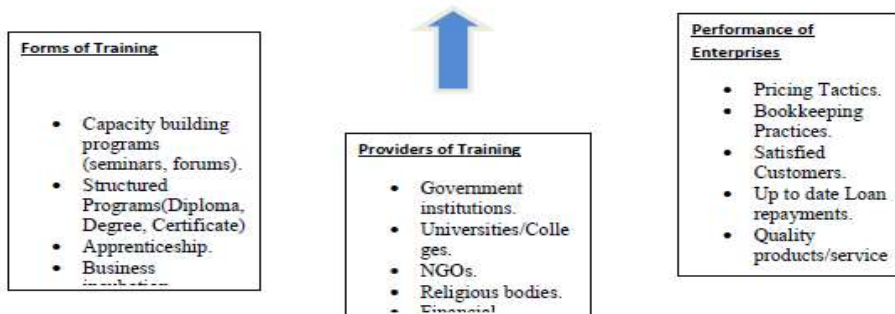 Forms of Training
• Capacity building
programs
(seminars, forums).
• Structured
Programs(Diploma,
Degree, Certificate)
• Apprenticeship.
• Business
Providers of Training
• Government
institutions.
• Universities/Colle
ges.
• NGOs.
• Religious bodies.
• Financial
Performance of
Enterprises
• Pricing Tactics.
• Bookkeeping
Practices.
• Satisfied
Customers.
• Up to date Loan
repayments.
• Quality
products/service